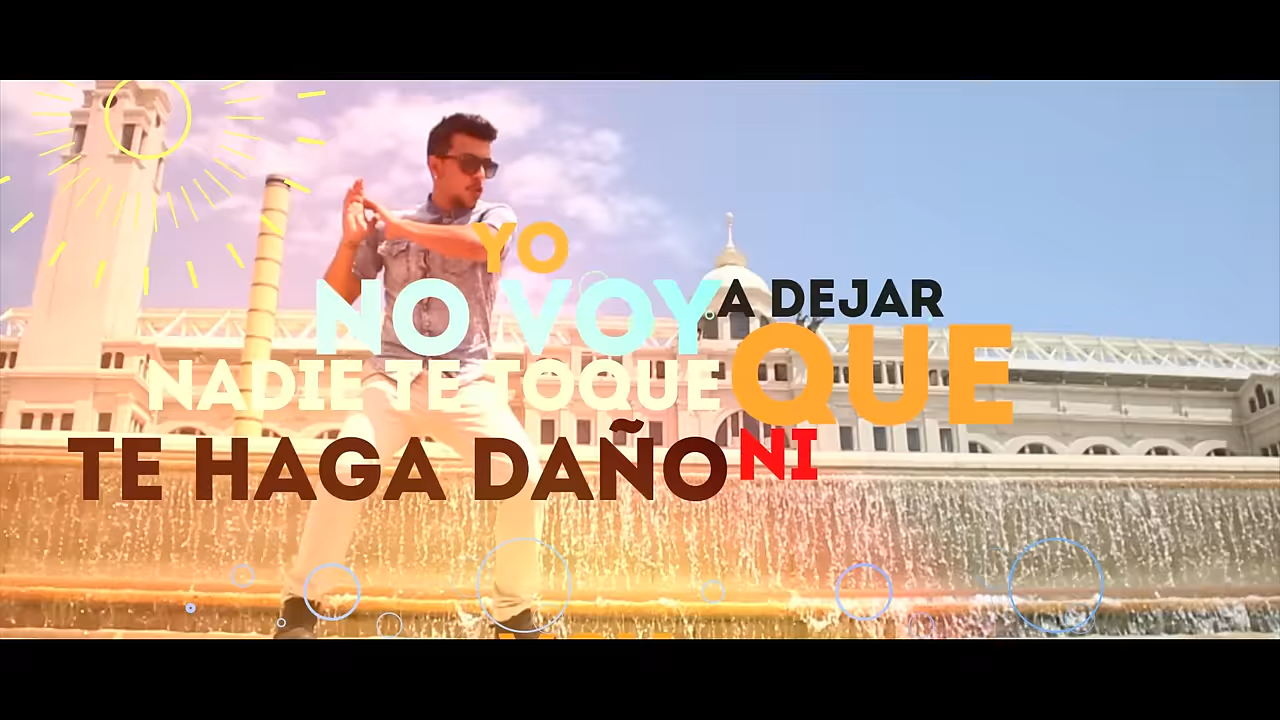 YO
NO VOY A DEJAR
QUE
NADIE TE TOQUE
NI
TE HAGA DAÑO